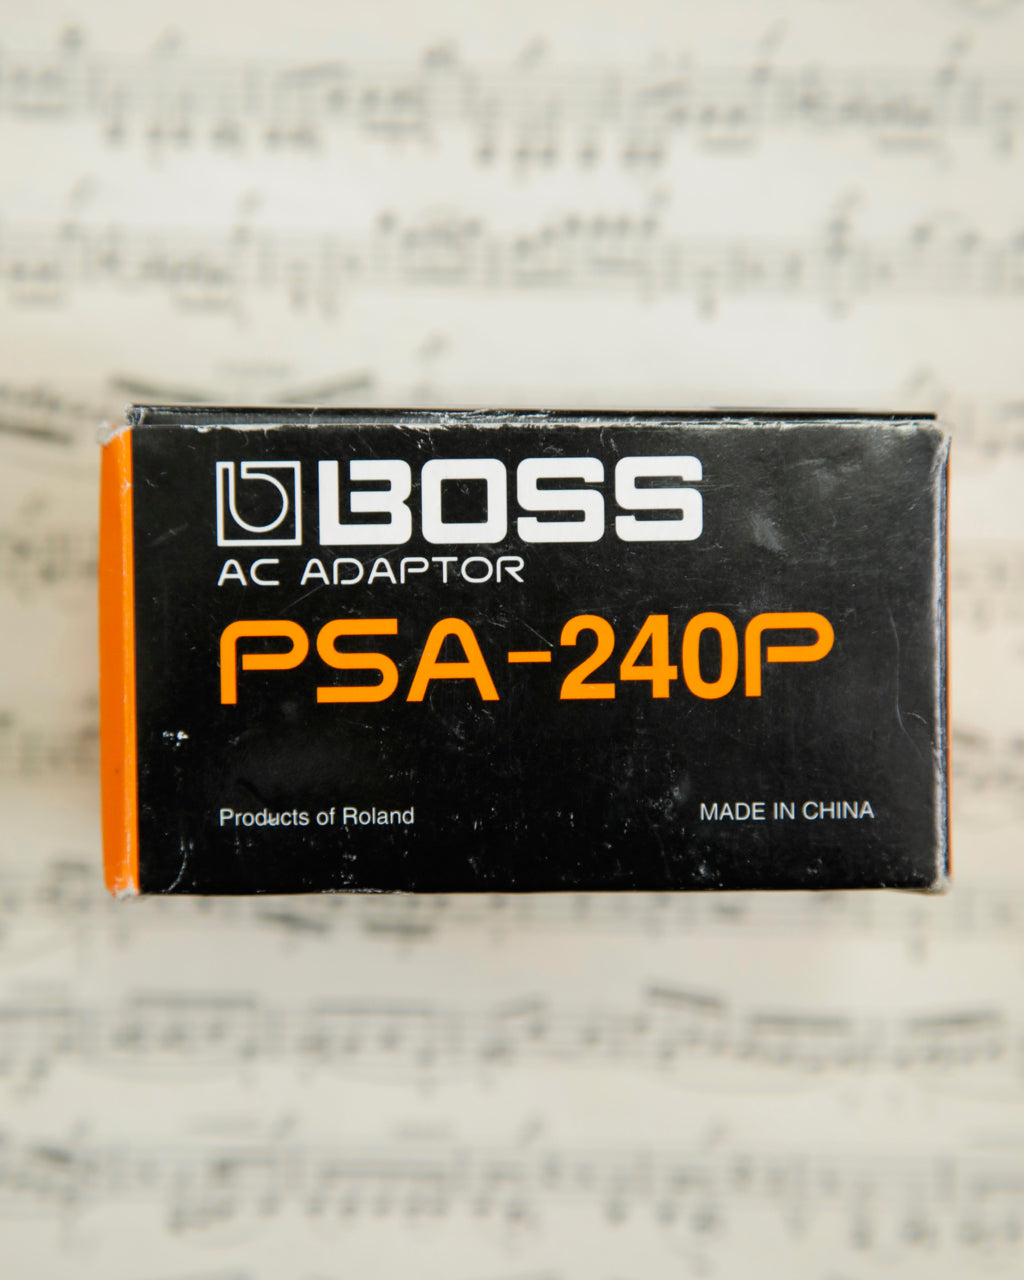 BOSS
AC ADAPTOR
PSA-240P
Products of Roland
MADE IN CHINA